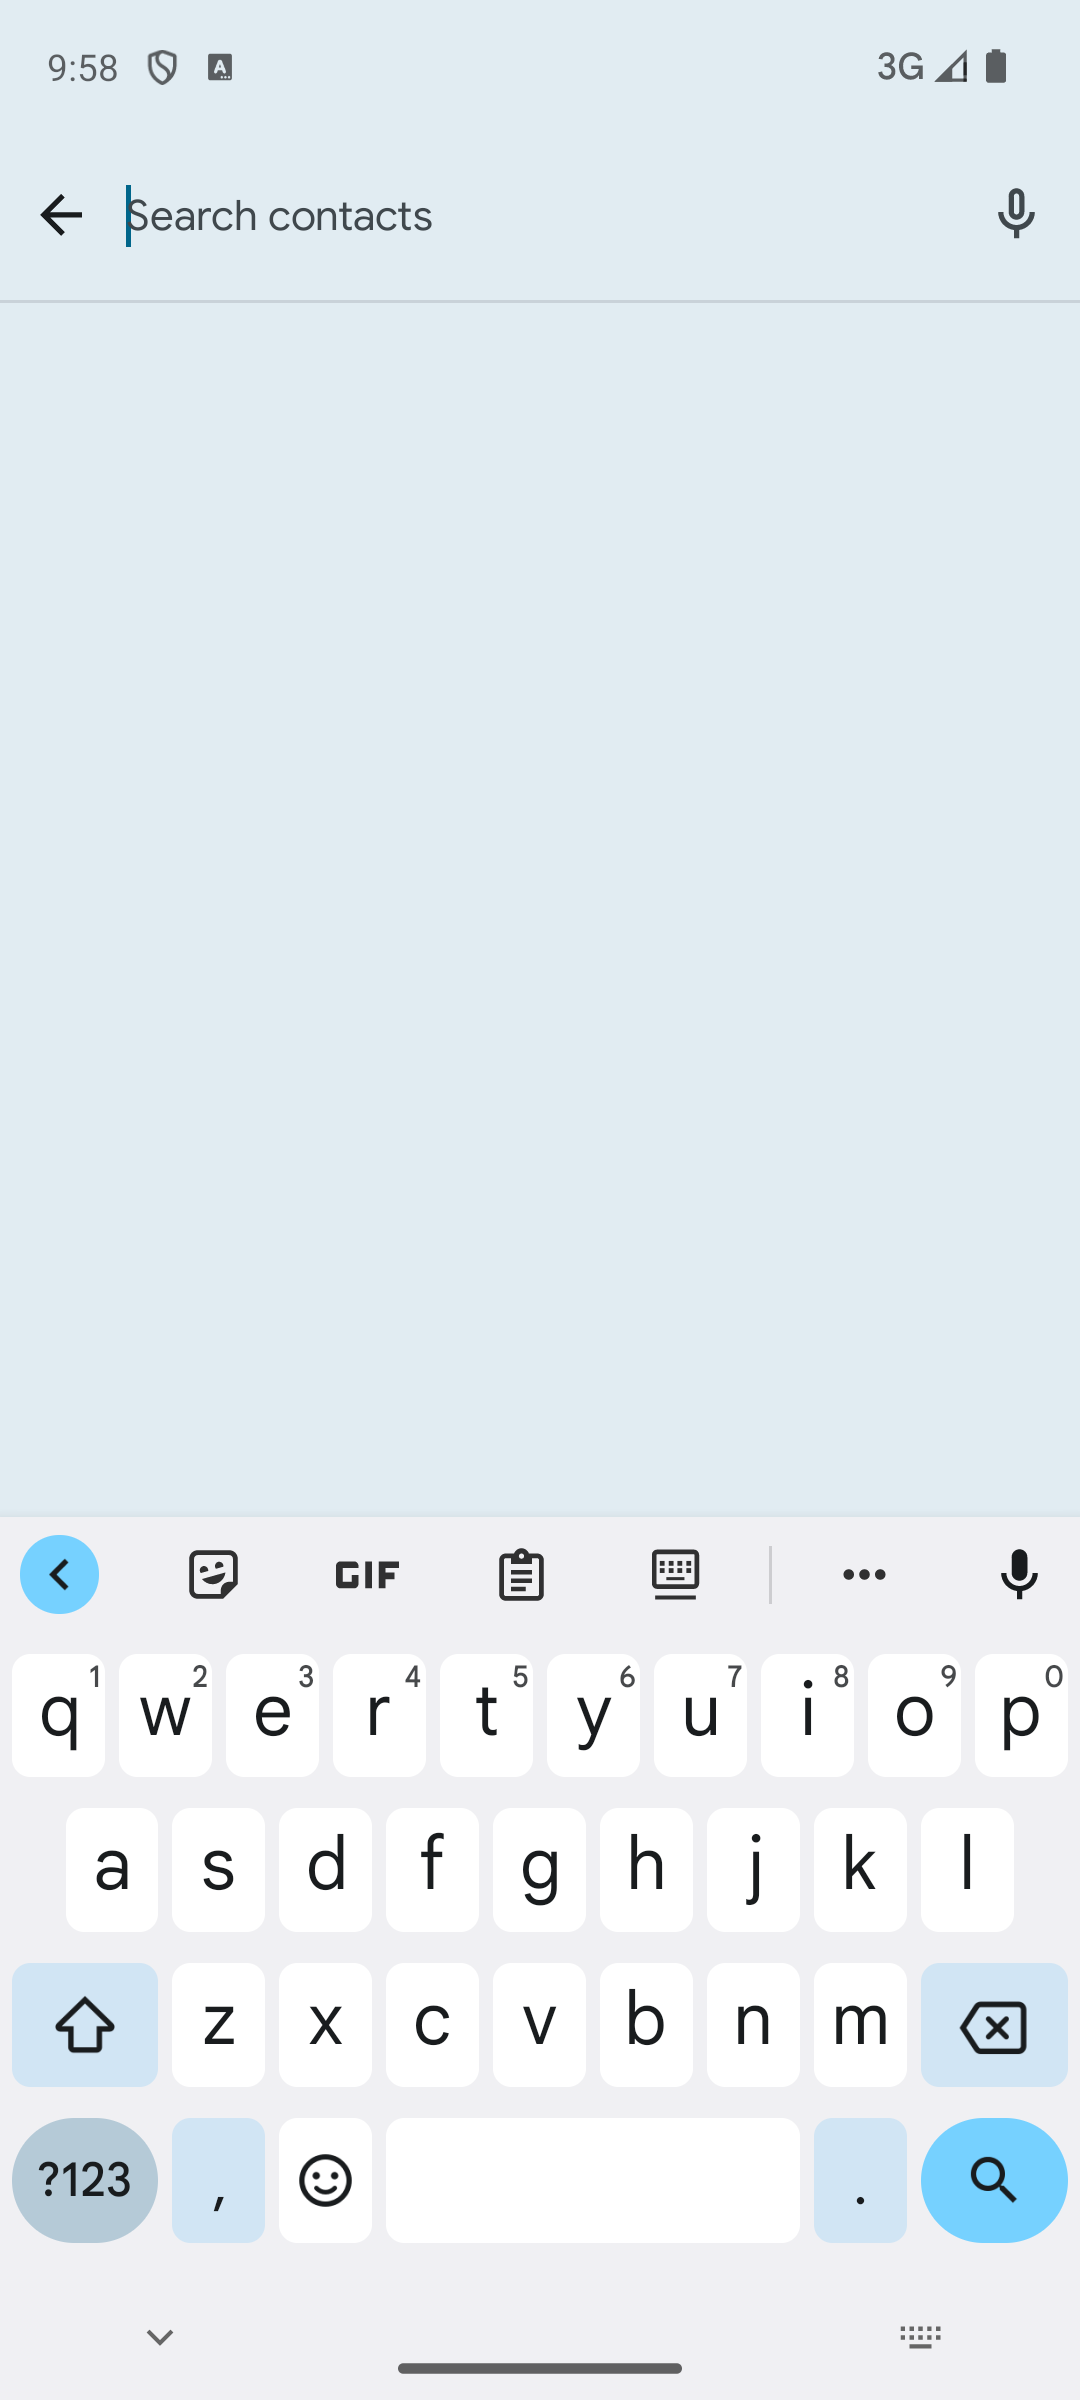 9:58
3G
Search contacts
GIF
q 1 w 2 e 3 r 4 t 5 y 6 u 7 i 8 o 9 p 0
a s d f g h j k l
z x c v b n m
?123 , .